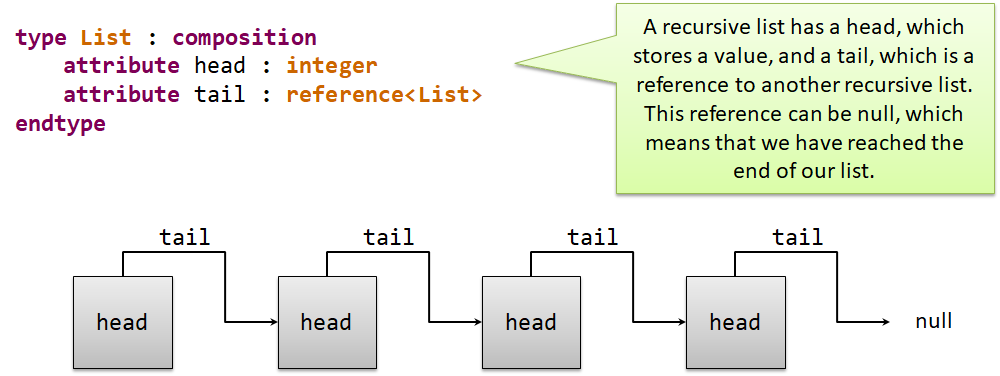 type List : composition
attribute head : integer
attribute tail : reference<List>
endtype
A recursive list has a head, which
stores a value, and a tail, which is a
reference to another recursive list.
This reference can be null, which
means that we have reached the
end of our list.
tail tail tail tail
head head head head null